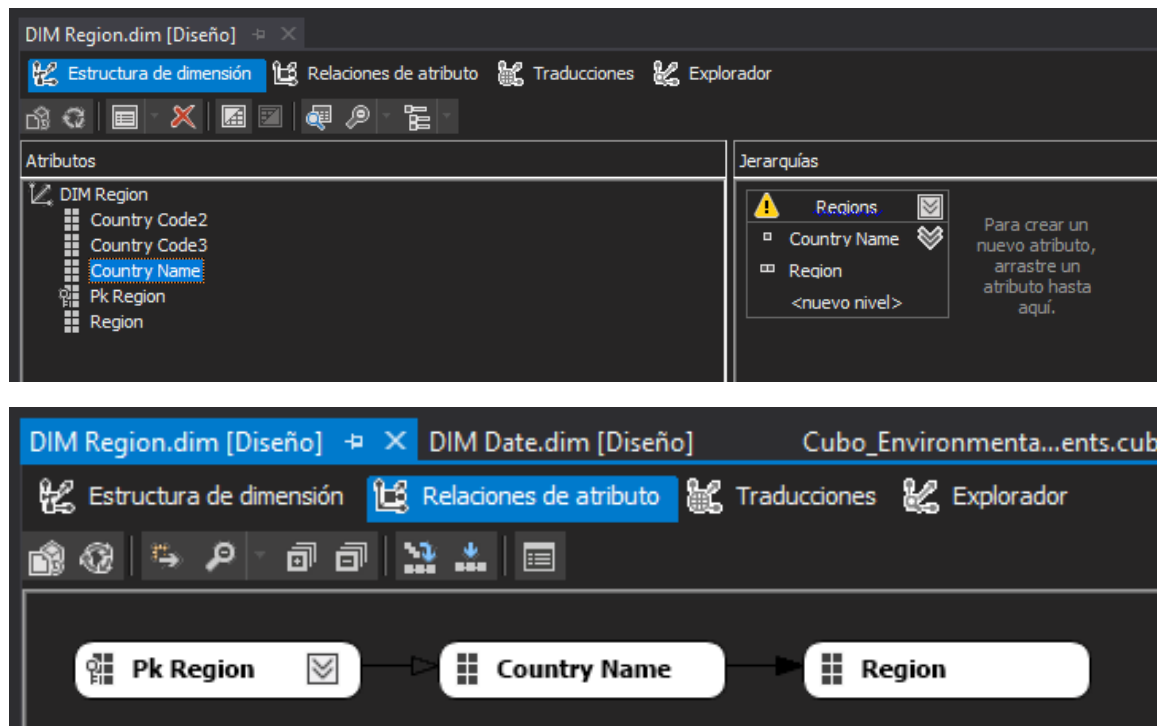 DIM Region.dim [Diseño]
Estructura de dimensión Relaciones de atributo Traducciones Explorador
Atributos
DIM Region
Country Code2
Country Code3
Country Name
Pk Region
Region
Jerarquías
Regions
Country Name
Region
<nuevo nivel>
Para crear un
nuevo atributo,
arrastre un
atributo hasta
aquí.
DIM Region.dim [Diseño] DIM Date.dim [Diseño] Cubo_Environmenta...ents.cub
Estructura de dimensión Relaciones de atributo Traducciones Explorador
Pk Region Country Name Region